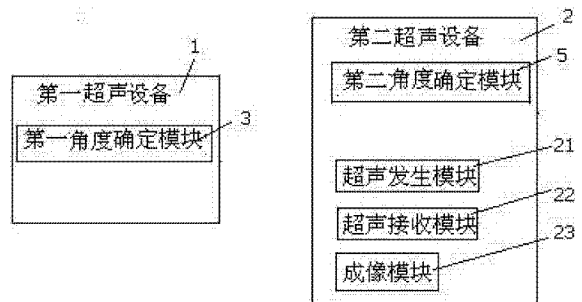 1
第一超声设备
第一角度确定模块
3
2
第二超声设备
5
第二角度确定模块
21
超声发生模块
22
超声接收模块
23
成像模块